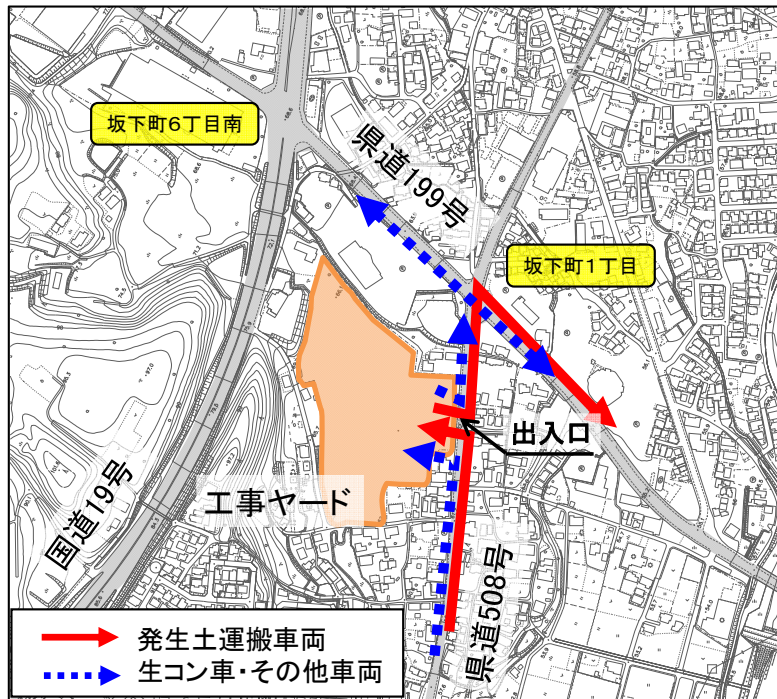 坂下町6丁目南
県道199号
坂下町1丁目
出入口
工事ヤード
国道19号
県道508号
発生土運搬車両
生コン車・その他車両